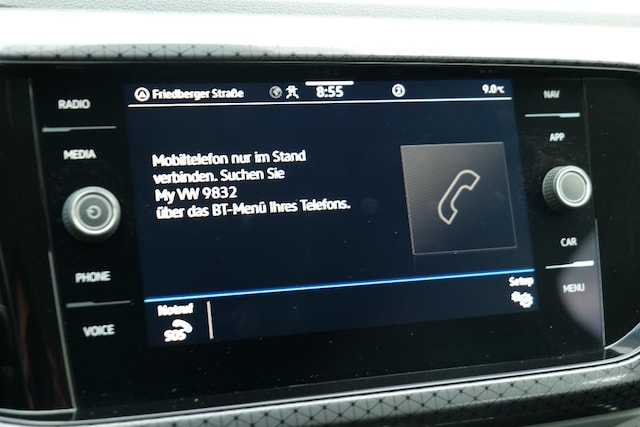 RADIO
MEDIA
PHONE
VOICE
Friedberger Straße 8:55 9.0°C
Mobiltelefon nur im Stand
verbinden. Suchen Sie
My VW 9832
über das BT-Menü Ihres Telefons.
Notruf
SOS
Setup
NAV
APP
CAR
MENU